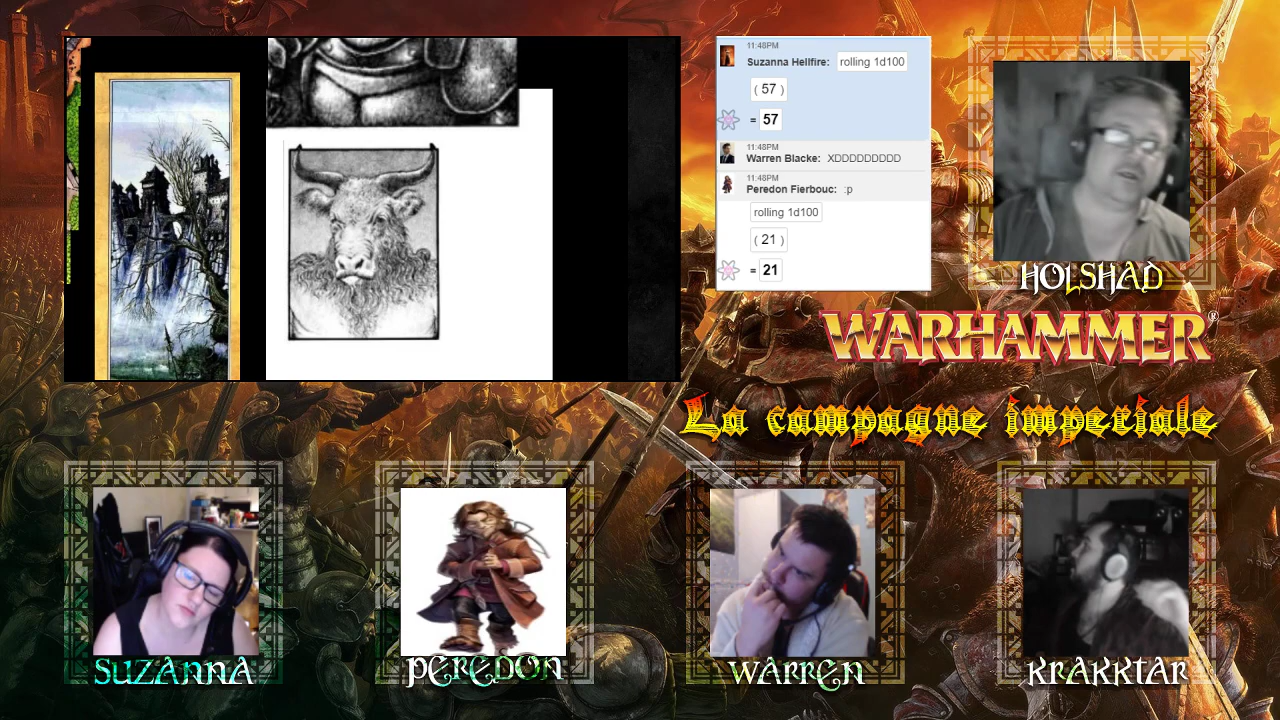 11:48PM
Suzanna Hellfire: rolling 1d100
( 57 )
= 57
11:48PM
Warren Blacke: XDDDDDDDDD
11:48PM
Peredon Fierbouc: :p
rolling 1d100
( 21 )
= 21
HOLSHAD
WARHAMMER®
La campagne imperiale
SUZANNA
PEREDON
WARREN
KRAKKTAR